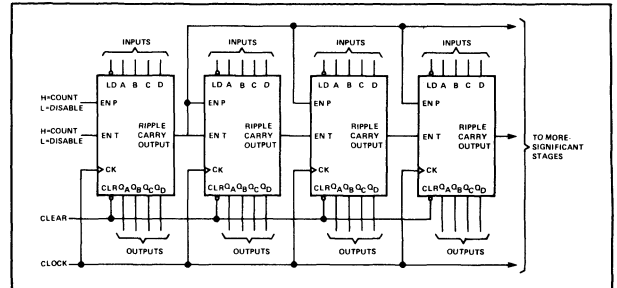 INPUTS INPUTS INPUTS INPUTS
LD A B C D LD A B C D LD A B C D LD A B C D
H=COUNT
L=DISABLE
EN P EN P EN P EN P
H=COUNT
L=DISABLE
EN T RIPPLE CARRY OUTPUT EN T RIPPLE CARRY OUTPUT EN T RIPPLE CARRY OUTPUT EN T RIPPLE CARRY OUTPUT
TO MORE-
SIGNIFICANT
STAGES
CK CK CK CK
CLR QA QB QC QD CLR QA QB QC QD CLR QA QB QC QD CLR QA QB QC QD
CLEAR
OUTPUTS OUTPUTS OUTPUTS OUTPUTS
CLOCK